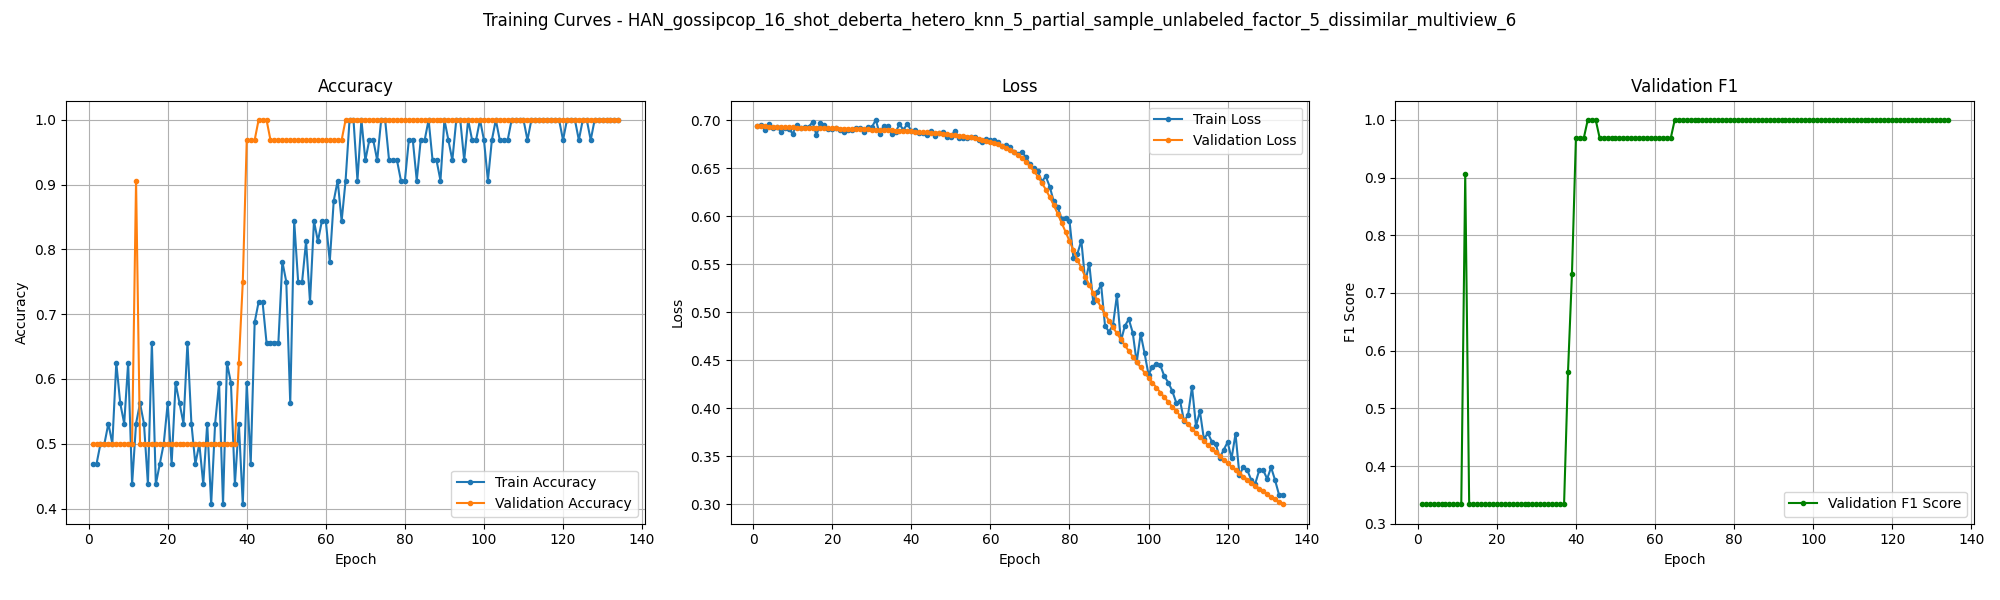 Training Curves - HAN_gossipcop_16_shot_deberta_hetero_knn_5_partial_sample_unlabeled_factor_5_dissimilar_multiview_6
Accuracy
Accuracy
1.0
0.9
0.8
0.7
0.6
0.5
0.4
Train Accuracy
Validation Accuracy
0 20 40 60 80 100 120 140
Epoch
Loss
Loss
0.70
0.65
0.60
0.55
0.50
0.45
0.40
0.35
0.30
Train Loss
Validation Loss
0 20 40 60 80 100 120 140
Epoch
Validation F1
F1 Score
1.0
0.9
0.8
0.7
0.6
0.5
0.4
0.3
Validation F1 Score
0 20 40 60 80 100 120 140
Epoch